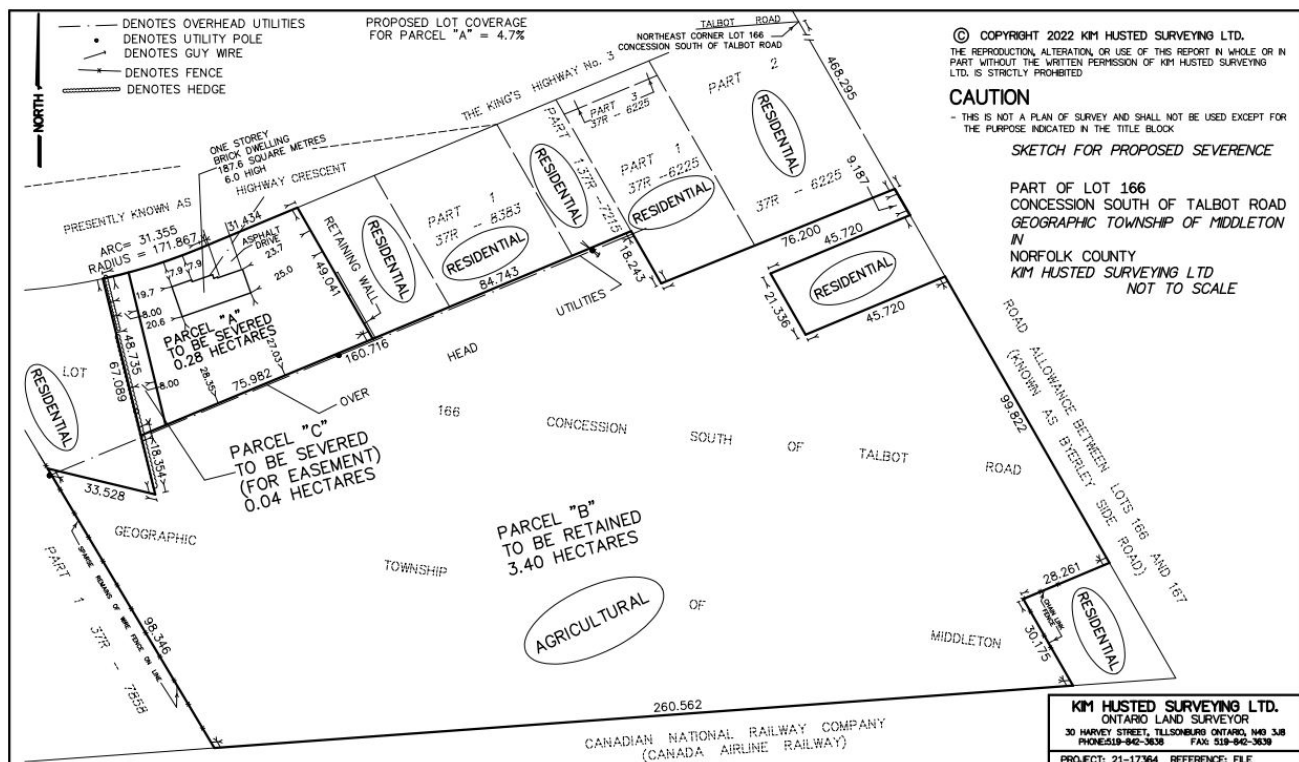 DENOTES OVERHEAD UTILITIES
DENOTES UTILITY POLE
DENOTES GUY WIRE
DENOTES FENCE
DENOTES HEDGE
NORTH
PROPOSED LOT COVERAGE
FOR PARCEL "A" = 4.7%
TALBOT ROAD
NORTHEAST CORNER LOT 166
CONCESSION SOUTH OF TALBOT ROAD
468.295
© COPYRIGHT 2022 KIM HUSTED SURVEYING LTD.
THE REPRODUCTION, ALTERATION, OR USE OF THIS REPORT IN WHOLE OR IN
PART WITHOUT THE WRITTEN PERMISSION OF KIM HUSTED SURVEYING
LTD. IS STRICTLY PROHIBITED
CAUTION
- THIS IS NOT A PLAN OF SURVEY AND SHALL NOT BE USED EXCEPT FOR
THE PURPOSE INDICATED IN THE TITLE BLOCK
SKETCH FOR PROPOSED SEVERENCE
PART OF LOT 166
CONCESSION SOUTH OF TALBOT ROAD
GEOGRAPHIC TOWNSHIP OF MIDDLETON
IN
NORFOLK COUNTY
KIM HUSTED SURVEYING LTD
NOT TO SCALE
THE KING'S HIGHWAY No. 3
PRESENTLY KNOWN AS HIGHWAY CRESCENT
ONE STOREY
BRICK DWELLING
187.6 SQUARE METRES
6.0 HIGH
ARC= 31.355
RADIUS = 171.867
31.434
ASPHALT
DRIVE
7.9
7.9
23.7
25.0
19.7
8.00
20.6
PARCEL "A"
TO BE SEVERED
0.28 HECTARES
49.041
RETAINING WALL
48.735
67.089
8.00
28.35
27.03
75.982
160.716
18.354
33.528
RESIDENTIAL
LOT
RESIDENTIAL
PART 1
37R - 8383
RESIDENTIAL
84.743
PART 1 37R - 7251
RESIDENTIAL
PART 3
37R - 6225
PART 1
37R - 6225
RESIDENTIAL
18.243
PART 2
RESIDENTIAL
37R - 6225
9.187
76.200
45.720
RESIDENTIAL
21.336
45.720
OVER HEAD UTILITIES
PARCEL "C"
TO BE SEVERED
(FOR EASEMENT)
0.04 HECTARES
166 CONCESSION SOUTH OF TALBOT ROAD
99.822
ROAD ALLOWANCE BETWEEN LOTS 166 AND 167
(KNOWN AS BYERLEY SIDE ROAD)
PARCEL "B"
TO BE RETAINED
3.40 HECTARES
AGRICULTURAL
GEOGRAPHIC TOWNSHIP OF MIDDLETON
SPARSE REMAINS OF WIRE FENCE ON LINE
PART 1 37R - 7858
98.346
28.261
CHAIN LINK
FENCE
30.175
RESIDENTIAL
260.562
CANADIAN NATIONAL RAILWAY COMPANY
(CANADA AIRLINE RAILWAY)
KIM HUSTED SURVEYING LTD.
ONTARIO LAND SURVEYOR
30 HARVEY STREET, TILLSONBURG ONTARIO, N4G 3J8
PHONE:519-842-3638 FAX: 519-842-3639
PROJECT: 21-17364 REFERENCE: FILE